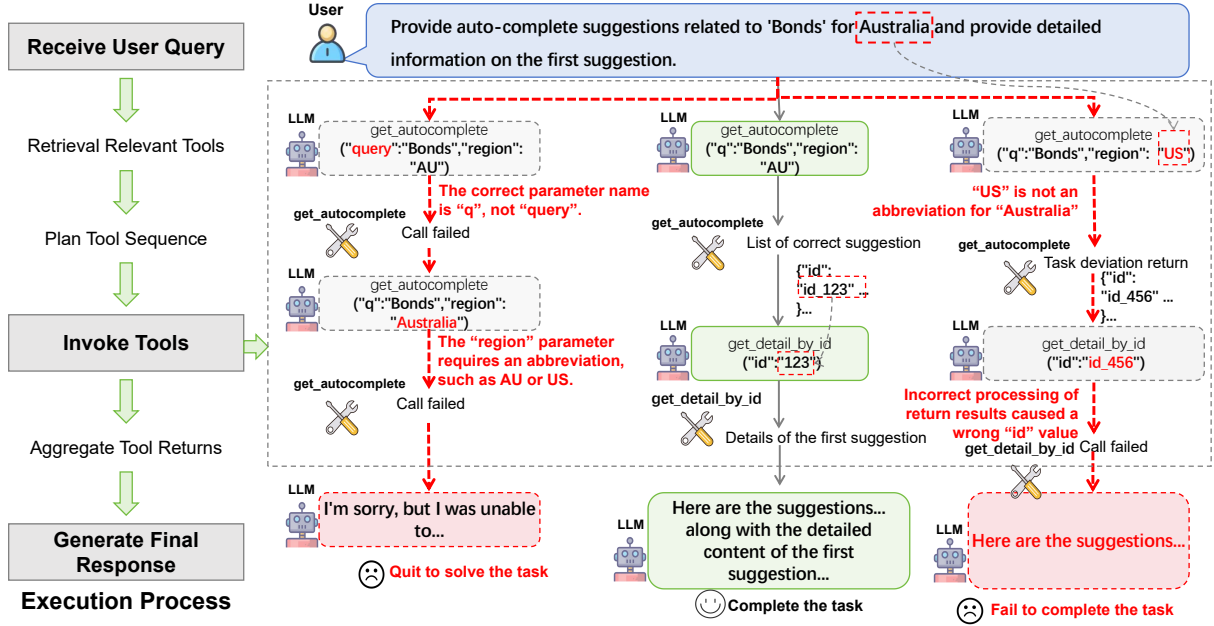 User
Provide auto-complete suggestions related to 'Bonds' for Australia and provide detailed
information on the first suggestion.
Receive User Query
Retrieval Relevant Tools
Plan Tool Sequence
Invoke Tools
Aggregate Tool Returns
Generate Final
Response
Execution Process
LLM
get_autocomplete
("query":"Bonds","region":
"AU")
The correct parameter name
is “q”, not “query”.
get_autocomplete
Call failed
LLM
get_autocomplete
("q":"Bonds","region":
"Australia")
The “region” parameter
requires an abbreviation,
such as AU or US.
get_autocomplete
Call failed
LLM
I'm sorry, but I was unable
to...
Quit to solve the task
LLM
get_autocomplete
("q":"Bonds","region":
"AU")
get_autocomplete
List of correct suggestion
{"id":
"id_123" ...
}...
LLM
get_detail_by_id
("id":"123")
get_detail_by_id
Details of the first suggestion
LLM
Here are the suggestions...
along with the detailed
content of the first
suggestion...
Complete the task
LLM
get_autocomplete
("q":"Bonds","region": "US")
“US” is not an
abbreviation for “Australia”
get_autocomplete
Task deviation return
{"id":
"id_456" ...
}...
LLM
get_detail_by_id
("id":"id_456")
Incorrect processing of
return results caused a
wrong “id” value
get_detail_by_id
Call failed
LLM
Here are the suggestions...
Fail to complete the task